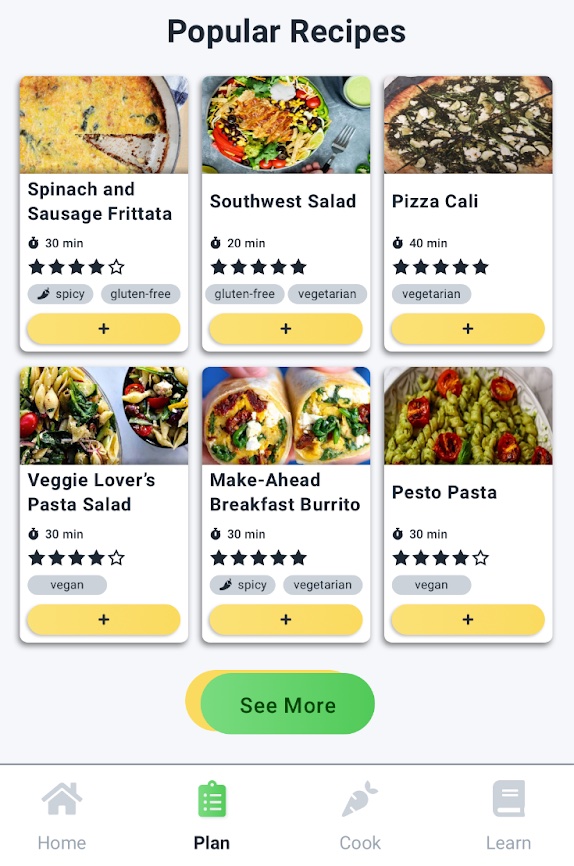 Popular Recipes
Spinach and
Sausage Frittata
30 min
spicy
gluten-free
+
Southwest Salad
20 min
gluten-free
vegetarian
+
Pizza Cali
40 min
vegetarian
+
Veggie Lover’s
Pasta Salad
30 min
vegan
+
Make-Ahead
Breakfast Burrito
30 min
spicy
vegetarian
+
Pesto Pasta
30 min
vegan
+
See More
Home
Plan
Cook
Learn